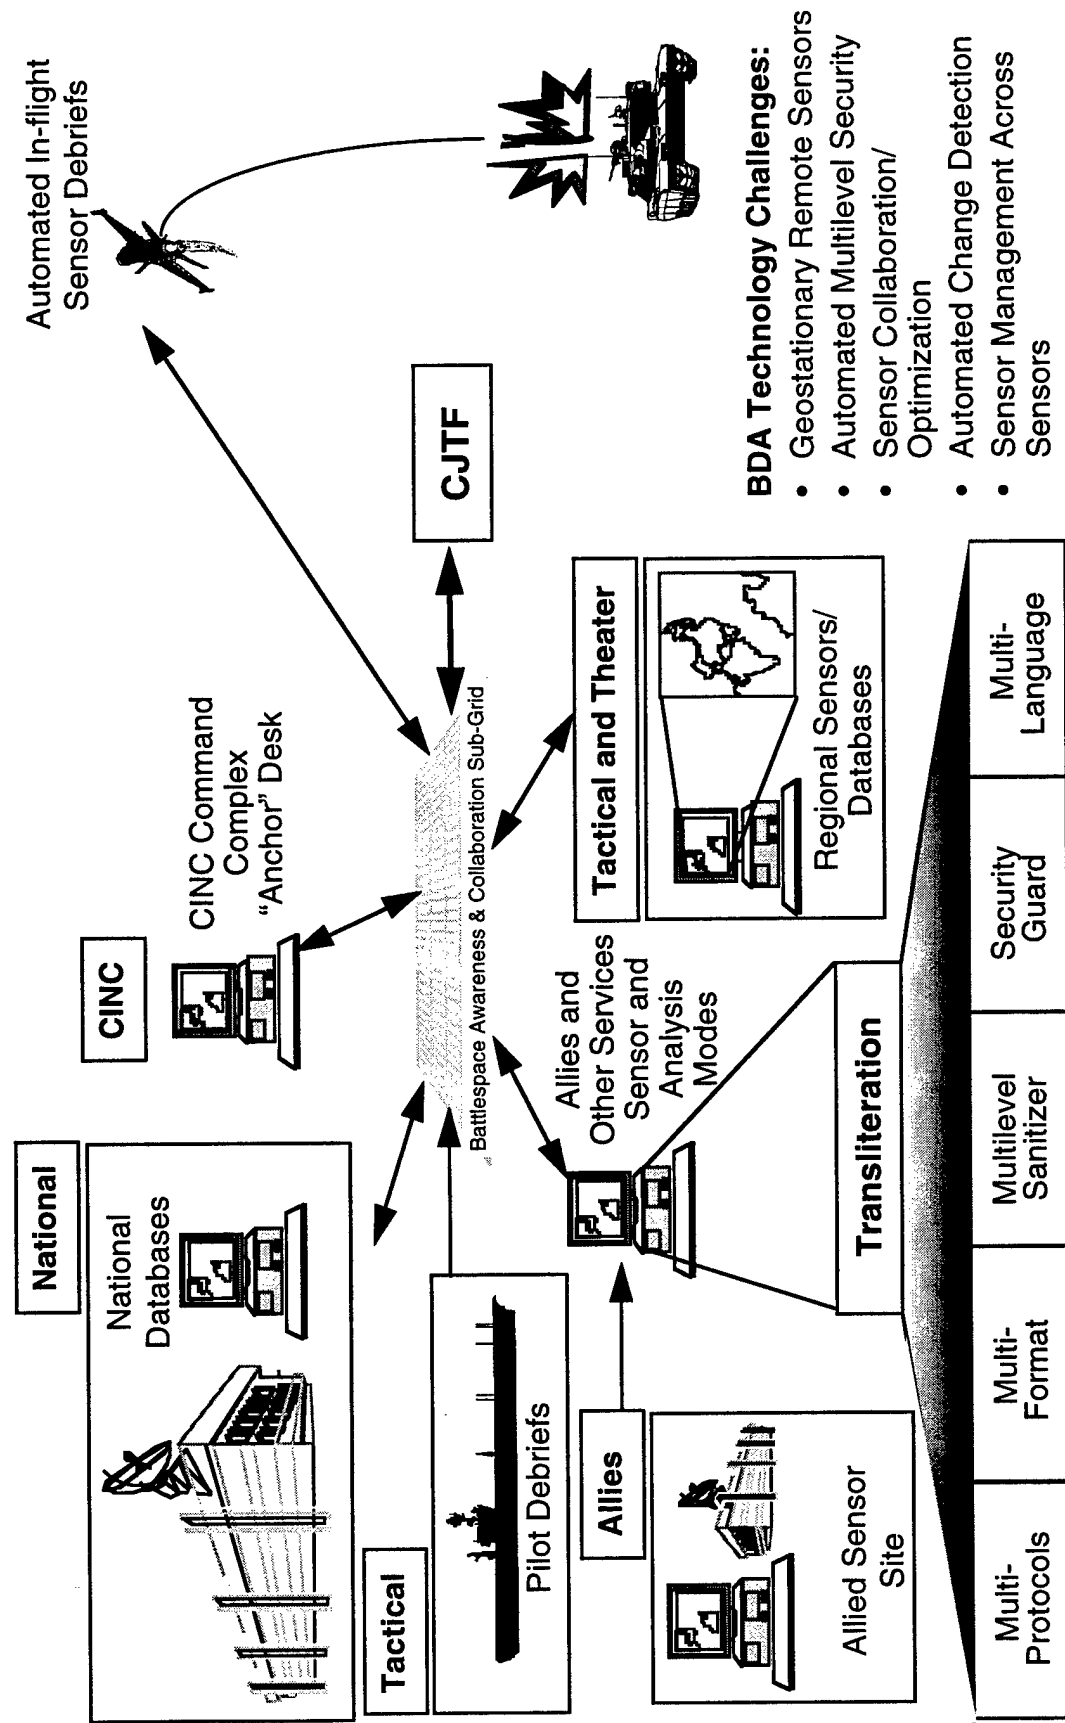 National
National
Databases
CINC
CINC Command
Complex
“Anchor” Desk
Automated In-flight
Sensor Debriefs
Tactical
Pilot Debriefs
Battlespace Awareness & Collaboration Sub-Grid
CJTF
Allies
Allied Sensor
Site
Allies and
Other Services
Sensor and
Analysis
Modes
Tactical and Theater
Regional Sensors/
Databases
BDA Technology Challenges:
• Geostationary Remote Sensors
• Automated Multilevel Security
• Sensor Collaboration/
Optimization
• Automated Change Detection
• Sensor Management Across
Sensors
Transliteration
Multi-
Protocols
Multi-
Format
Multilevel
Sanitizer
Security
Guard
Multi-
Language